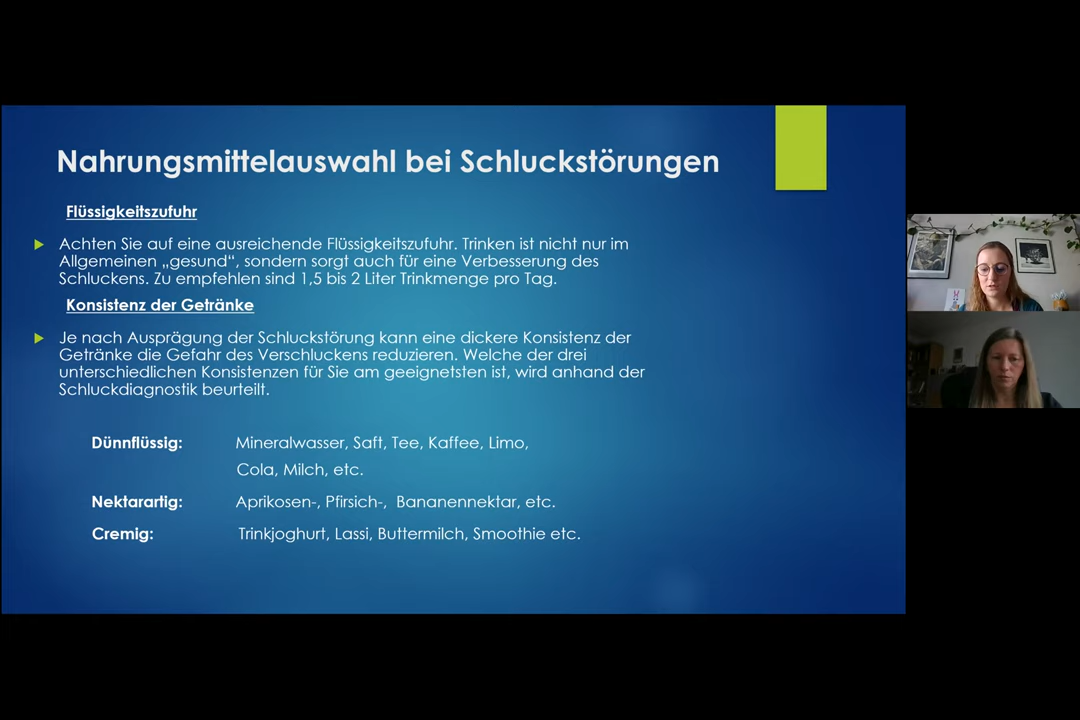 Nahrungsmittelauswahl bei Schluckstörungen
Flüssigkeitszufuhr
Achten Sie auf eine ausreichende Flüssigkeitszufuhr. Trinken ist nicht nur im
Allgemeinen „gesund“, sondern sorgt auch für eine Verbesserung des
Schluckens. Zu empfehlen sind 1,5 bis 2 Liter Trinkmenge pro Tag.
Konsistenz der Getränke
Je nach Ausprägung der Schluckstörung kann eine dickere Konsistenz der
Getränke die Gefahr des Verschluckens reduzieren. Welche der drei
unterschiedlichen Konsistenzen für Sie am geeignetsten ist, wird anhand der
Schluckdiagnostik beurteilt.
Dünnflüssig: Mineralwasser, Saft, Tee, Kaffee, Limo,
Cola, Milch, etc.
Nektarartig: Aprikosen-, Pfirsich-, Bananennektar, etc.
Cremig: Trinkjoghurt, Lassi, Buttermilch, Smoothie etc.